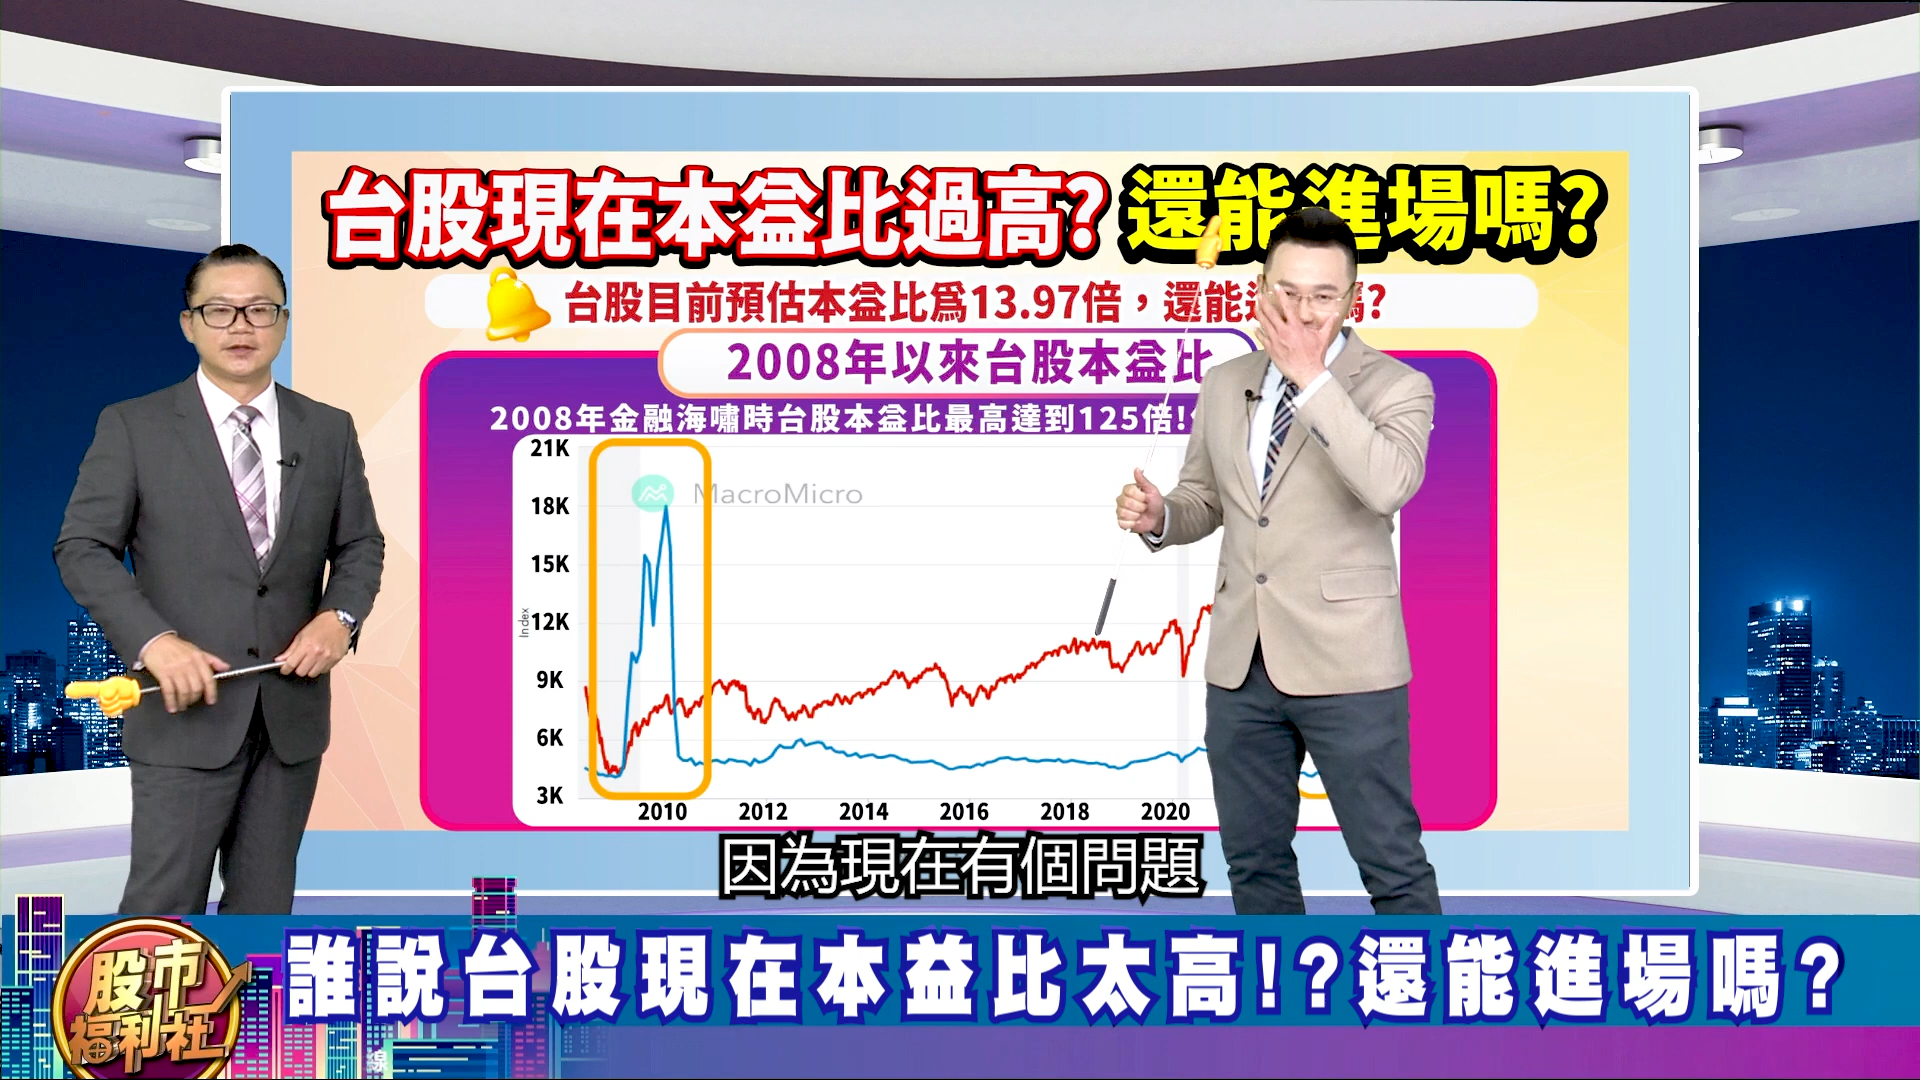 台股現在本益比過高? 還能進場嗎?
台股目前預估本益比爲13.97倍，還能 嗎?
2008年以來台股本益比
2008年金融海嘯時台股本益比最高達到125倍!
21K
MacroMicro
18K
15K
Index
12K
9K
6K
3K
2010 2012 2014 2016 2018 2020
因為現在有個問題
股市
福利社
誰說台股現在本益比太高!?還能進場嗎?
線